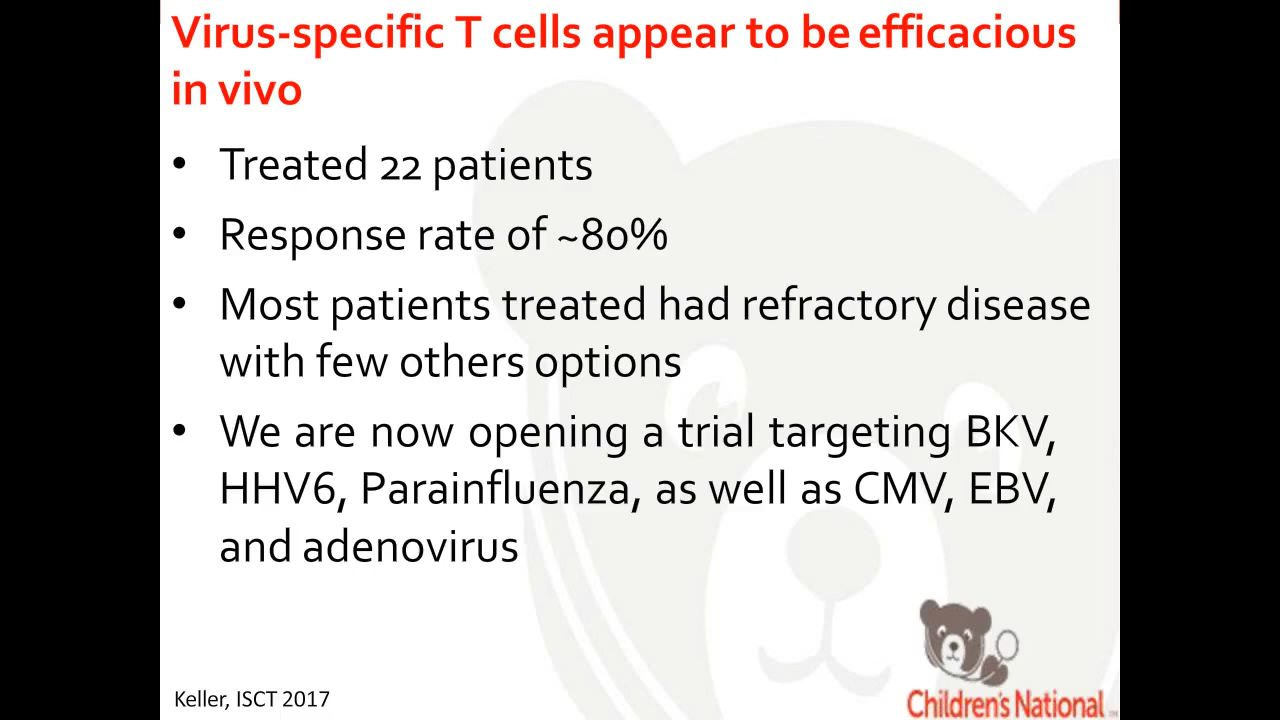 Virus-specific T cells appear to be efficacious
in vivo
• Treated 22 patients
• Response rate of ~80%
• Most patients treated had refractory disease
with few others options
• We are now opening a trial targeting BKV,
HHV6, Parainfluenza, as well as CMV, EBV,
and adenovirus
Keller, ISCT 2017
Children's National™